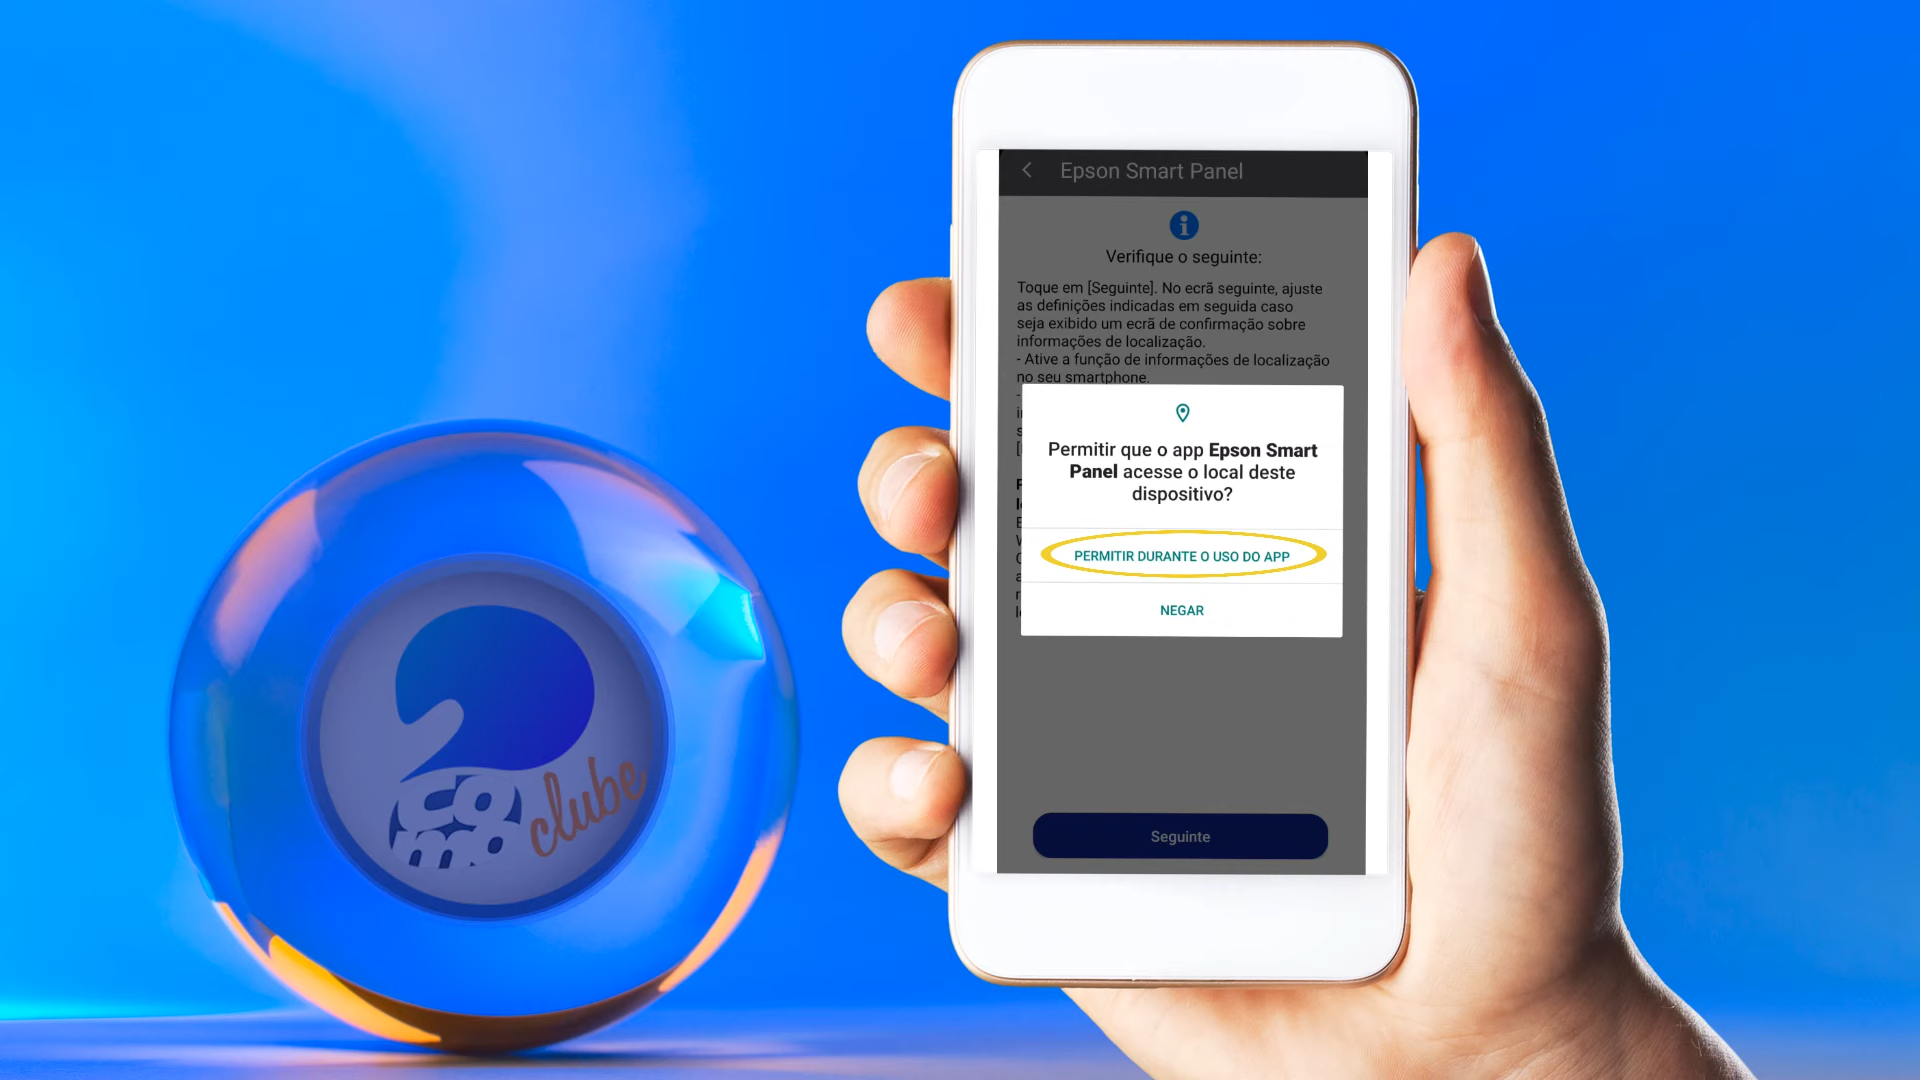 Epson Smart Panel
Verifique o seguinte:
Toque em [Seguinte]. No ecrã seguinte, ajuste
as definições indicadas em seguida caso
seja exibido um ecrã de confirmação sobre
informações de localização.
- Ative a função de informações de localização
no seu smartphone.
Permitir que o app Epson Smart
Panel acesse o local deste
dispositivo?
PERMITIR DURANTE O USO DO APP
NEGAR
Seguinte
como
clube